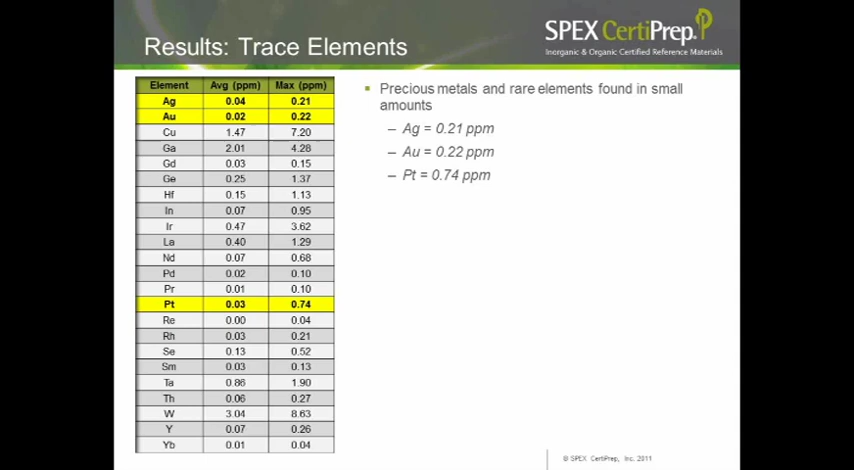 SPEX CertiPrep.
Inorganic & Organic Certified Reference Materials
Results: Trace Elements
Element Avg (ppm) Max (ppm)
Ag 0.04 0.21
Au 0.02 0.22
Cu 1.47 7.20
Ga 2.01 4.28
Gd 0.03 0.15
Ge 0.25 1.37
Hf 0.15 1.13
In 0.07 0.95
Ir 0.47 3.62
La 0.40 1.29
Nd 0.07 0.68
Pd 0.02 0.10
Pr 0.01 0.10
Pt 0.03 0.74
Re 0.00 0.04
Rh 0.03 0.21
Se 0.13 0.52
Sm 0.03 0.13
Ta 0.86 1.90
Th 0.06 0.27
W 3.04 8.63
Y 0.07 0.26
Yb 0.01 0.04
▪ Precious metals and rare elements found in small
amounts
– Ag = 0.21 ppm
– Au = 0.22 ppm
– Pt = 0.74 ppm
© SPEX CertiPrep, Inc. 2011